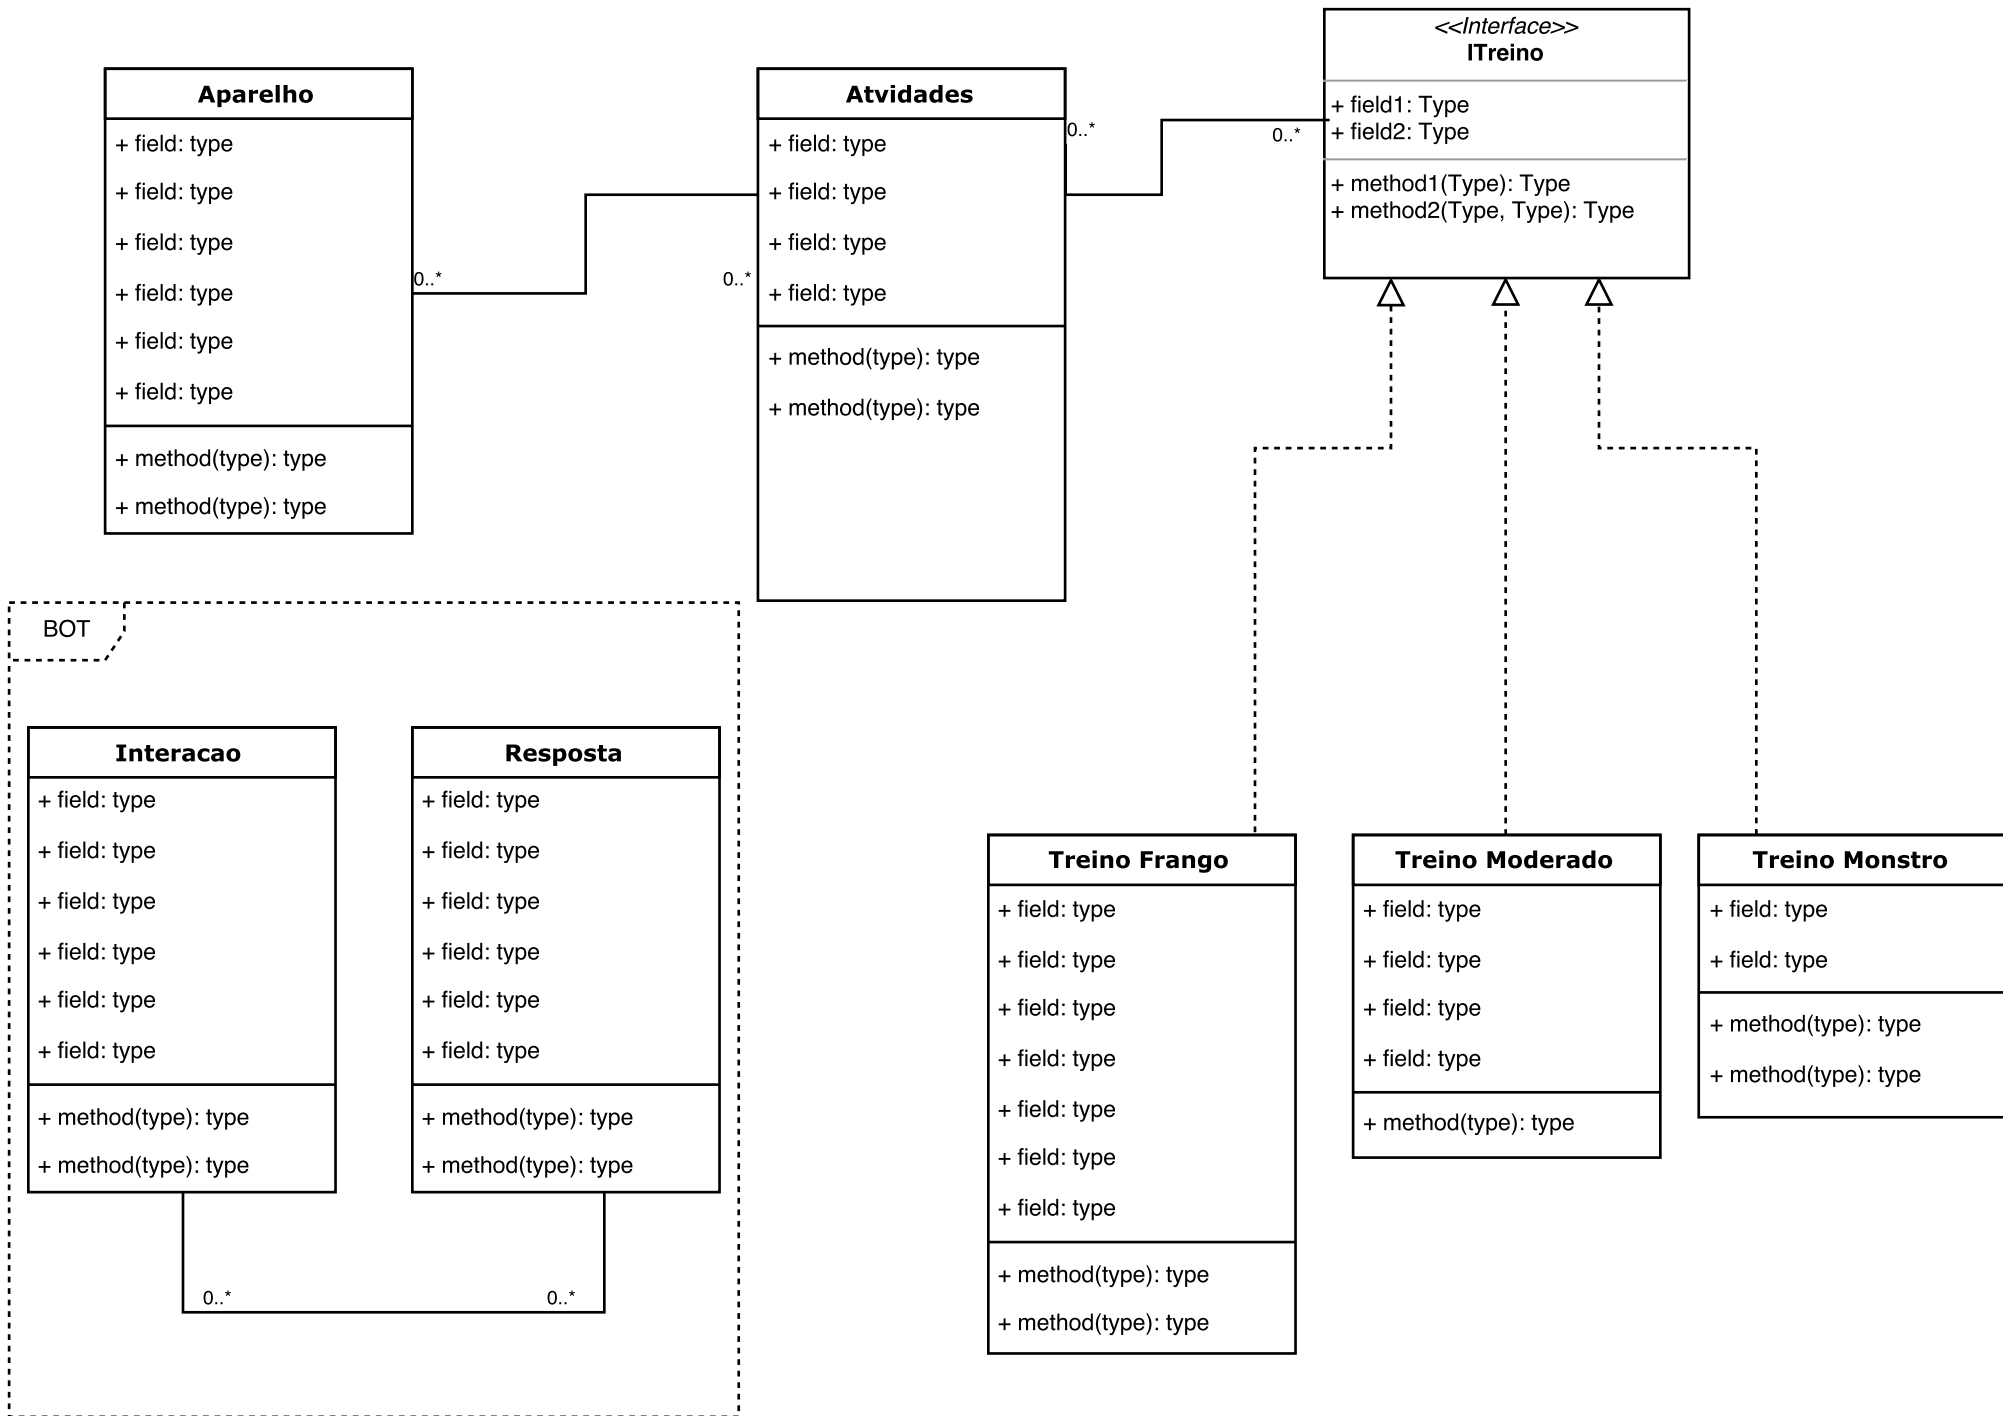 Aparelho
+ field: type
+ field: type
+ field: type
+ field: type
+ field: type
+ field: type
+ method(type): type
+ method(type): type
0..*
0..*
Atvidades
+ field: type
+ field: type
+ field: type
+ field: type
+ method(type): type
+ method(type): type
0..*
0..*
<<Interface>>
ITreino
+ field1: Type
+ field2: Type
+ method1(Type): Type
+ method2(Type, Type): Type
BOT
Interacao
+ field: type
+ field: type
+ field: type
+ field: type
+ field: type
+ field: type
+ method(type): type
+ method(type): type
Resposta
+ field: type
+ field: type
+ field: type
+ field: type
+ field: type
+ field: type
+ method(type): type
+ method(type): type
0..*
0..*
Treino Frango
+ field: type
+ field: type
+ field: type
+ field: type
+ field: type
+ field: type
+ field: type
+ method(type): type
+ method(type): type
Treino Moderado
+ field: type
+ field: type
+ field: type
+ field: type
+ method(type): type
Treino Monstro
+ field: type
+ field: type
+ method(type): type
+ method(type): type